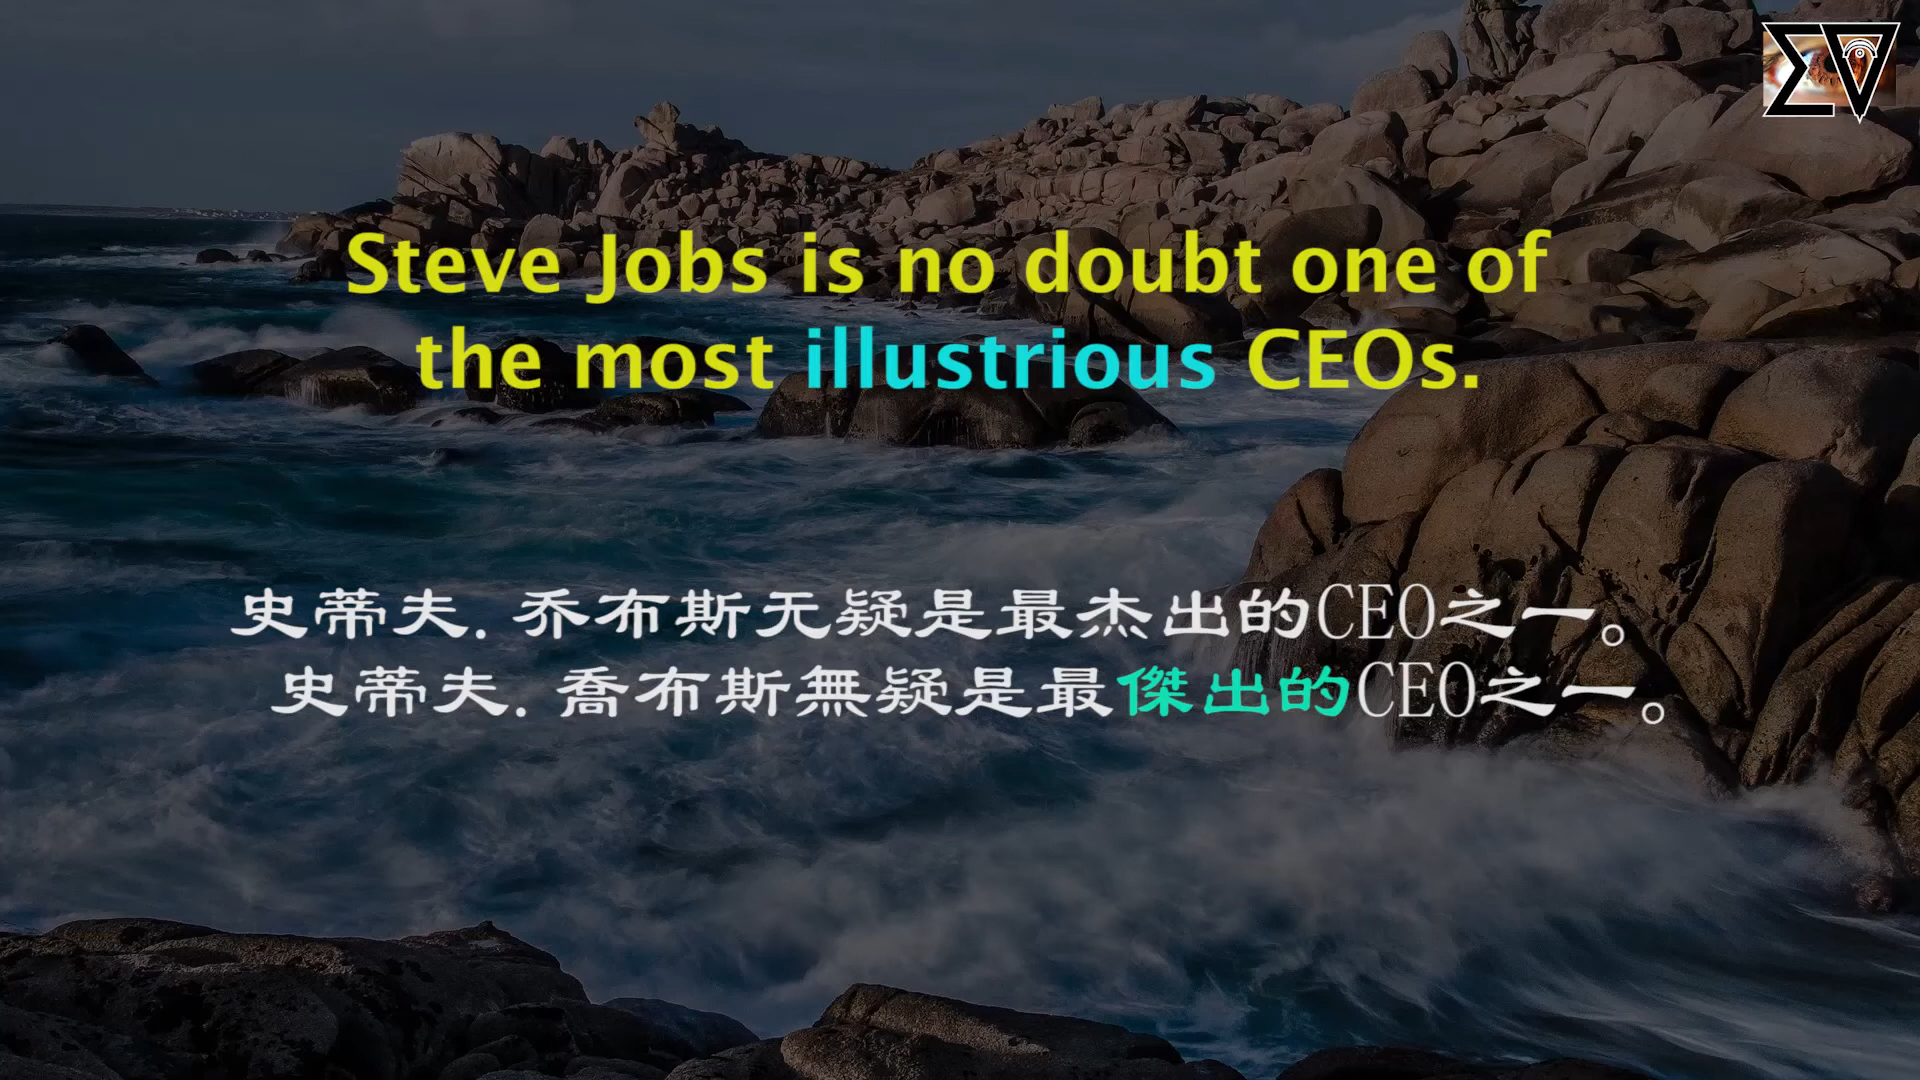 Steve Jobs is no doubt one of
the most illustrious CEOs.
史蒂夫.乔布斯无疑是最杰出的CEO之一。
史蒂夫.喬布斯無疑是最傑出的CEO之一。